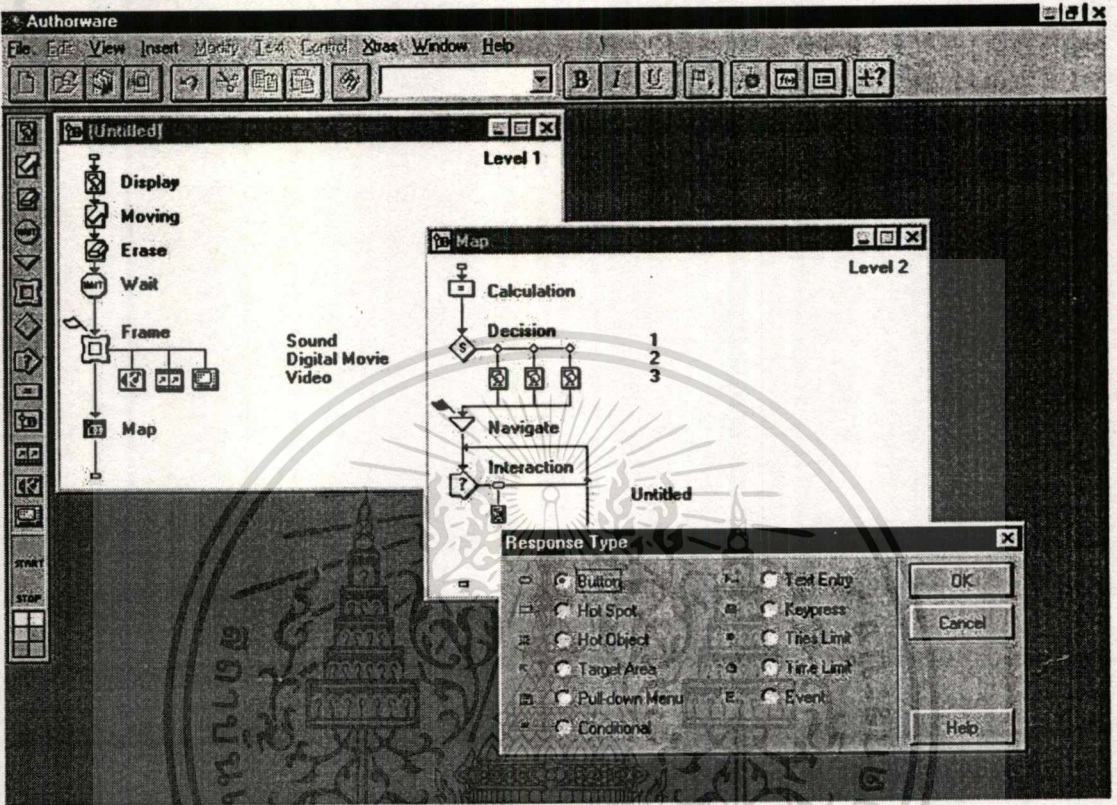 Authorware
File Edit View Insert Modify Text Control Xtras Window Help
B I U
[Untitled]
Level 1
Display
Moving
Erase
WAIT Wait
Frame
Sound
Digital Movie
Video
Map
Map
Level 2
Calculation
Decision
1
2
3
Navigate
Interaction
Untitled
WAIT
START
STOP
Response Type
Button
Hot Spot
Hot Object
Target Area
Pull-down Menu
Conditional
Text Entry
Keypress
Tries Limit
Time Limit
Event
OK
Cancel
Help